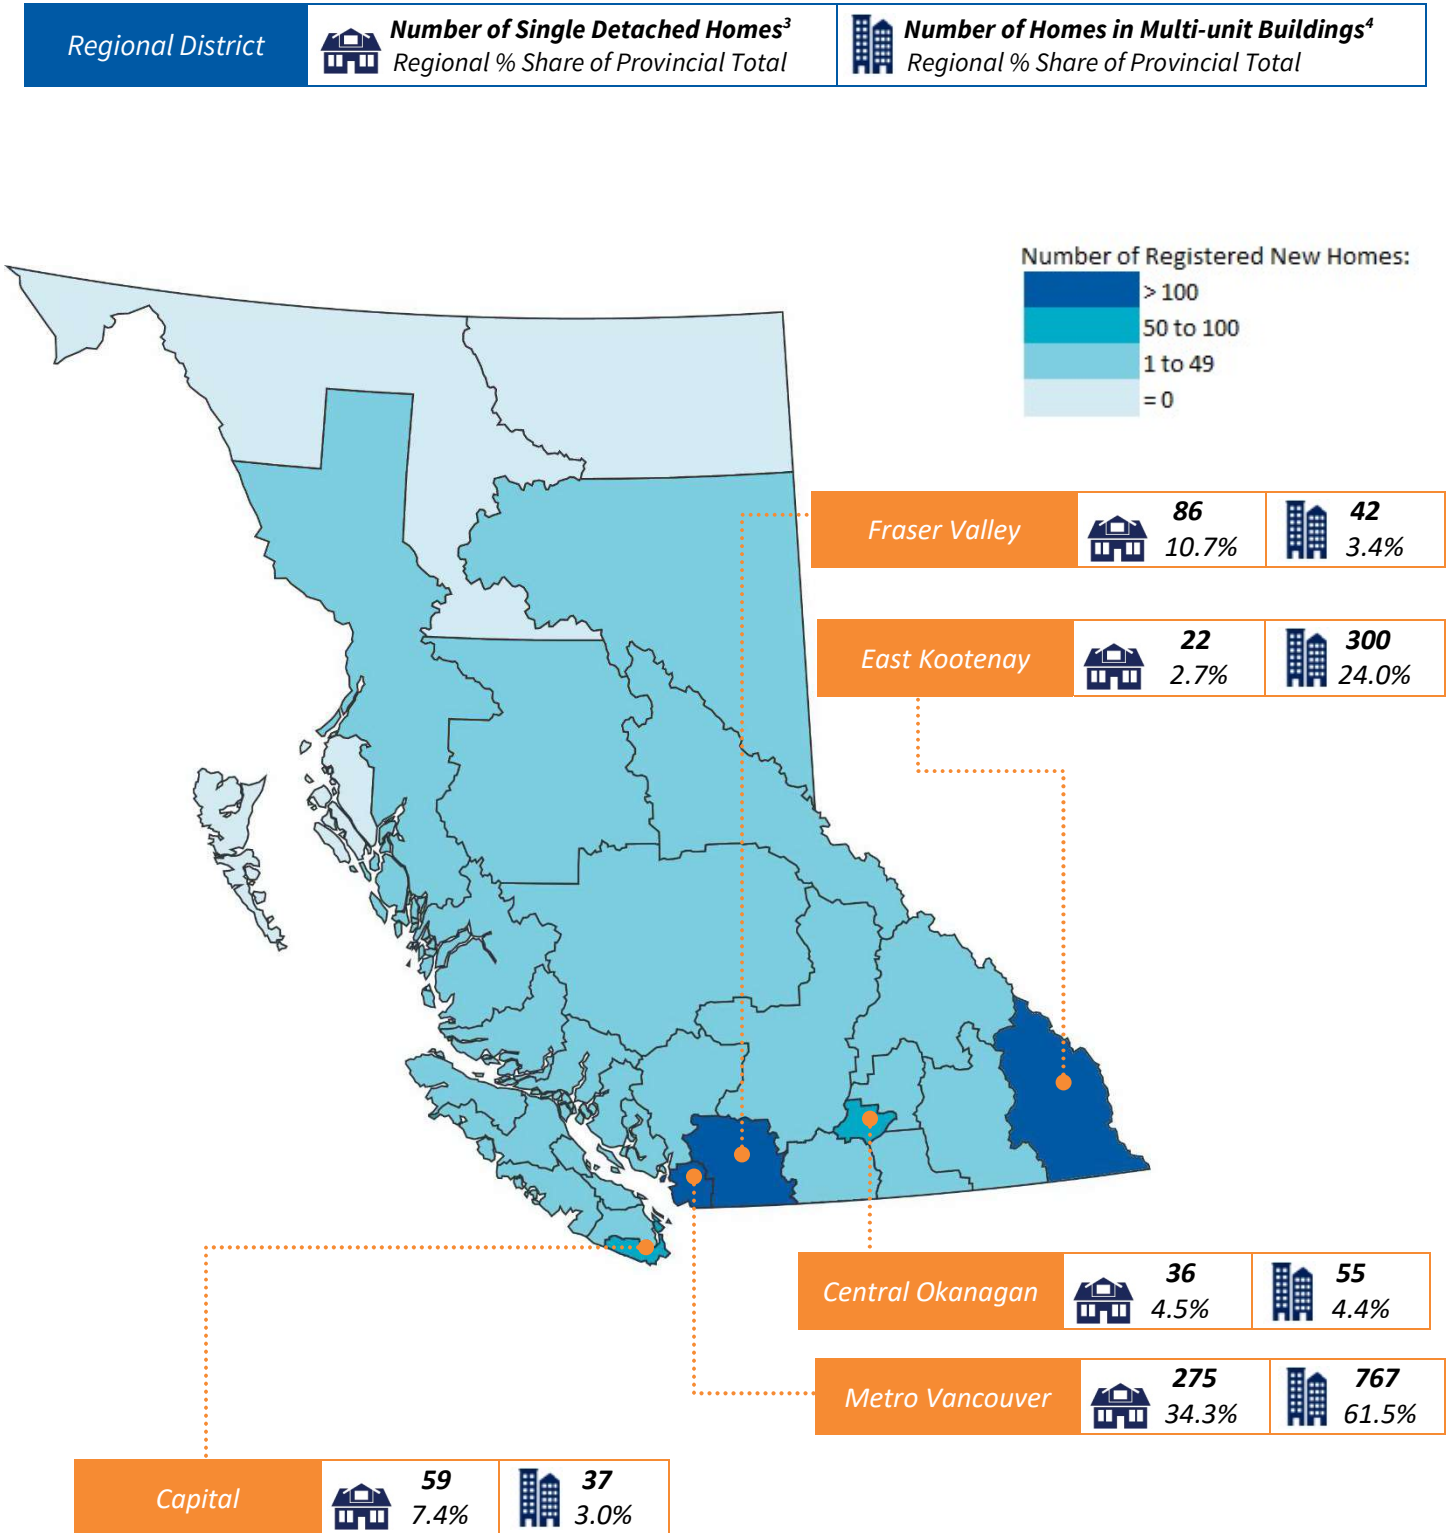 Regional District
Number of Single Detached Homes³
Regional % Share of Provincial Total
Number of Homes in Multi-unit Buildings⁴
Regional % Share of Provincial Total
Number of Registered New Homes:
> 100
50 to 100
1 to 49
= 0
Fraser Valley
86
10.7%
42
3.4%
East Kootenay
22
2.7%
300
24.0%
Central Okanagan
36
4.5%
55
4.4%
Metro Vancouver
275
34.3%
767
61.5%
Capital
59
7.4%
37
3.0%